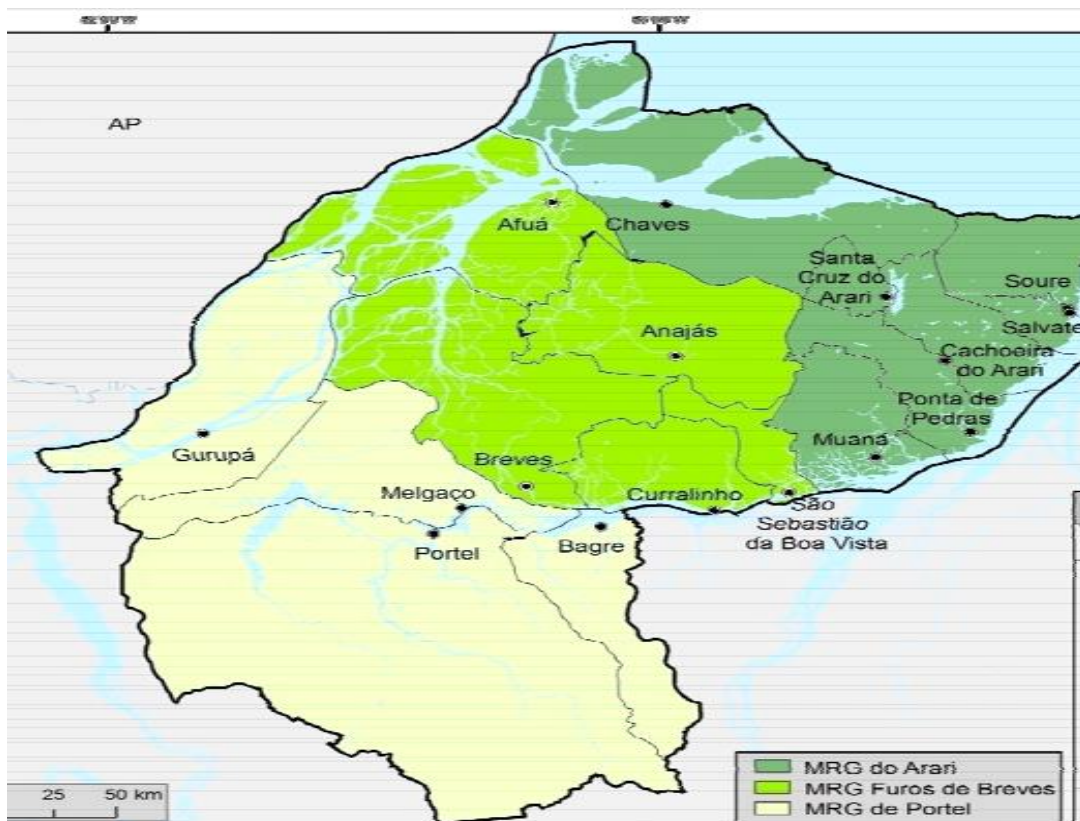 AP
Afuá
Chaves
Santa
Cruz do
Arari
Soure
Salvate
Anajás
Cachoeira
do Arari
Ponta de
Pedras
Muaná
Gurupá
Breves
Melgaço
Curralinho
São
Sebastião
da Boa Vista
Portel
Bagre
MRG do Arari
MRG Furos de Breves
MRG de Portel
25 50 km